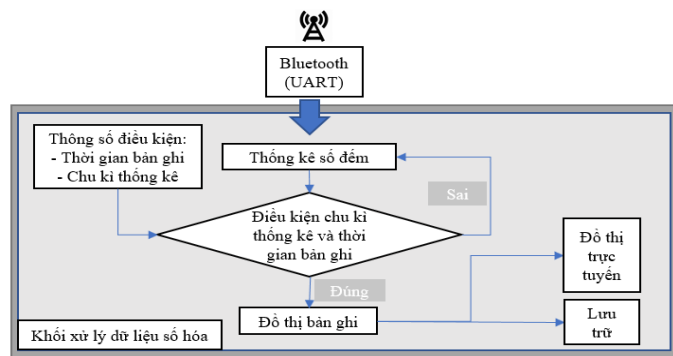 Bluetooth
(UART)
Thông số điều kiện:
- Thời gian bản ghi
- Chu kì thống kê
Thống kê số đếm
Sai
Điều kiện chu kì
thống kê và thời
gian bản ghi
Đồ thị
trực
tuyến
Đúng
Đồ thị bản ghi
Lưu
trữ
Khối xử lý dữ liệu số hóa